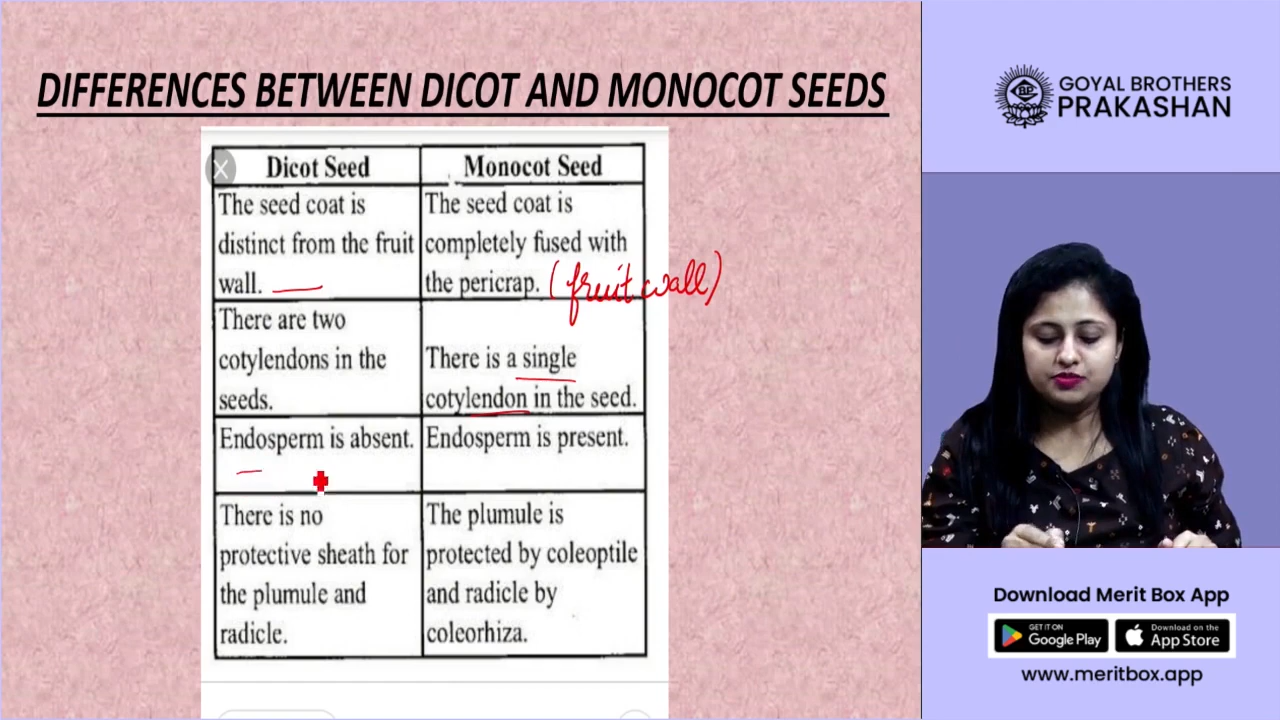 DIFFERENCES BETWEEN DICOT AND MONOCOT SEEDS
Dicot Seed
Monocot Seed
The seed coat is
distinct from the fruit
wall.
The seed coat is
completely fused with
the pericrap.
(fruit wall)
There are two
cotylendons in the
seeds.
There is a single
cotylendon in the seed.
Endosperm is absent.
Endosperm is present.
There is no
protective sheath for
the plumule and
radicle.
The plumule is
protected by coleoptile
and radicle by
coleorhiza.
GBP
GOYAL BROTHERS
PRAKASHAN
Download Merit Box App
GET IT ON
Google Play
Download on the
App Store
www.meritbox.app